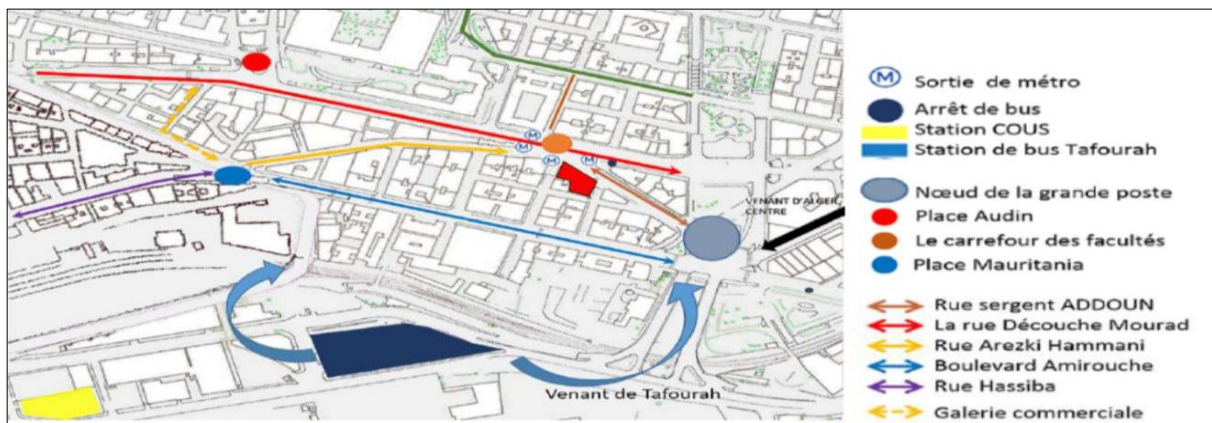 VENANT D'ALGER
CENTRE
Venant de Tafourah
M
M
M
M
M Sortie de métro
Arrêt de bus
Station COUS
Station de bus Tafourah
Nœud de la grande poste
Place Audin
Le carrefour des facultés
Place Mauritania
Rue sergent ADDOUN
La rue Découche Mourad
Rue Arezki Hammani
Boulevard Amirouche
Rue Hassiba
Galerie commerciale